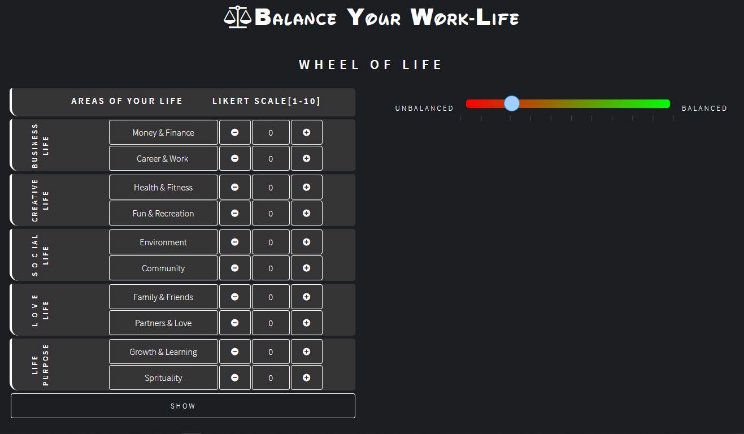 Balance Your Work-Life
WHEEL OF LIFE
AREAS OF YOUR LIFE LIKERT SCALE[1-10]
UNBALANCED BALANCED
BUSINESS
LIFE
Money & Finance 0
Career & Work 0
CREATIVE
LIFE
Health & Fitness 0
Fun & Recreation 0
SOCIAL
LIFE
Environment 0
Community 0
LOVE
LIFE
Family & Friends 0
Partners & Love 0
LIFE
PURPOSE
Growth & Learning 0
Sprituality 0
SHOW